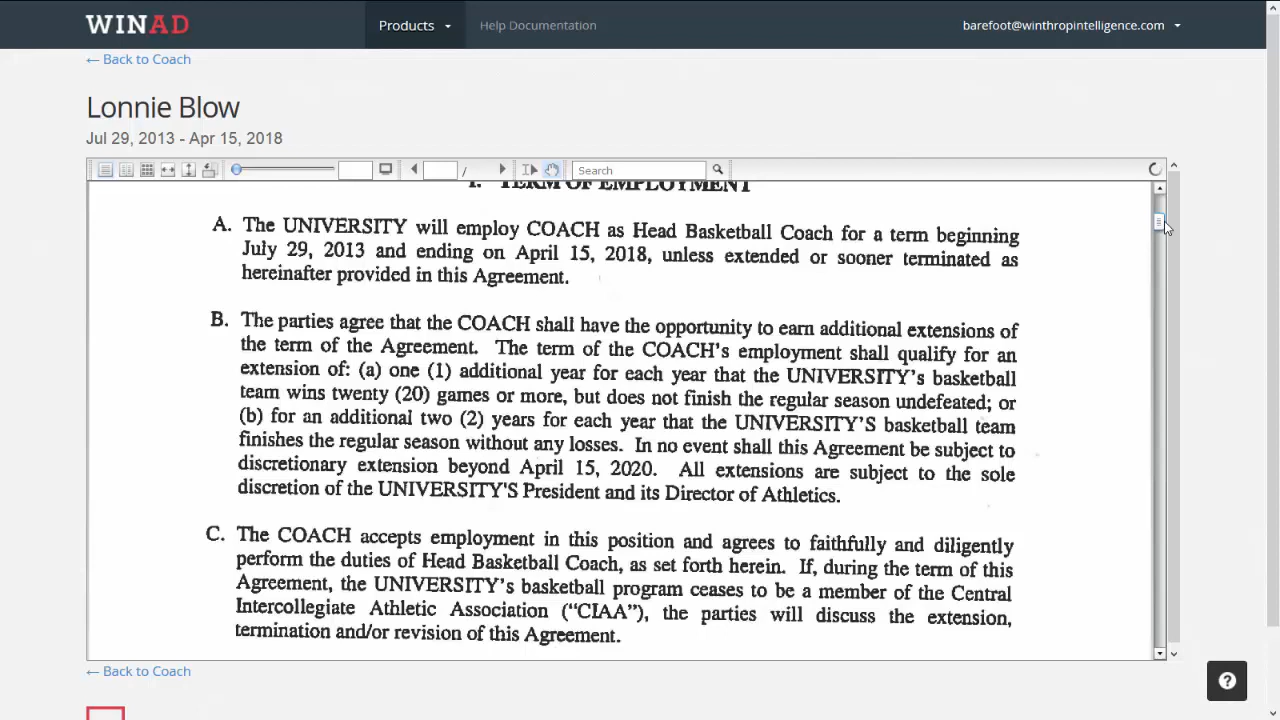 WINAD
Products
Help Documentation
barefoot@winthropintelligence.com
← Back to Coach
Lonnie Blow
Jul 29, 2013 - Apr 15, 2018
/
Search
I. TERM OF EMPLOYMENT
A. The UNIVERSITY will employ COACH as Head Basketball Coach for a term beginning
July 29, 2013 and ending on April 15, 2018, unless extended or sooner terminated as
hereinafter provided in this Agreement.
B. The parties agree that the COACH shall have the opportunity to earn additional extensions of
the term of the Agreement. The term of the COACH's employment shall qualify for an
extension of: (a) one (1) additional year for each year that the UNIVERSITY's basketball
team wins twenty (20) games or more, but does not finish the regular season undefeated; or
(b) for an additional two (2) years for each year that the UNIVERSITY'S basketball team
finishes the regular season without any losses. In no event shall this Agreement be subject to
discretionary extension beyond April 15, 2020. All extensions are subject to the sole
discretion of the UNIVERSITY'S President and its Director of Athletics.
C. The COACH accepts employment in this position and agrees to faithfully and diligently
perform the duties of Head Basketball Coach, as set forth herein. If, during the term of this
Agreement, the UNIVERSITY's basketball program ceases to be a member of the Central
Intercollegiate Athletic Association ("CIAA"), the parties will discuss the extension,
termination and/or revision of this Agreement.
← Back to Coach
?